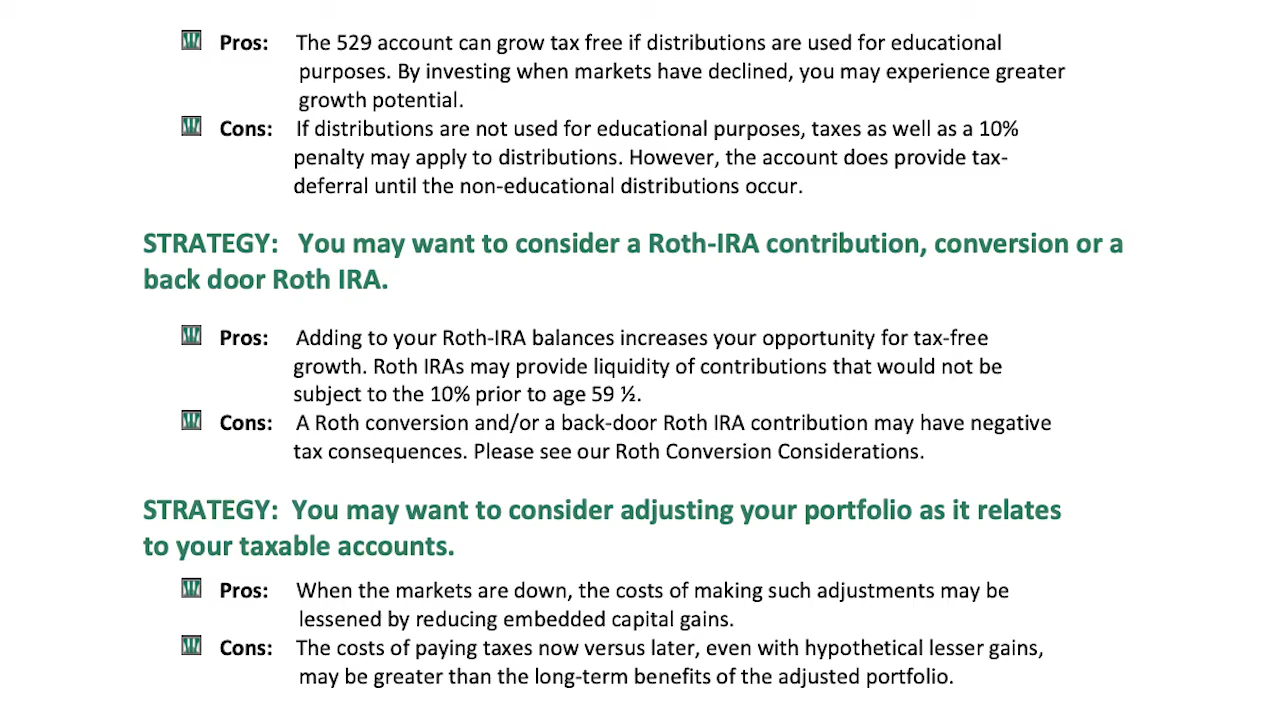 Pros: The 529 account can grow tax free if distributions are used for educational
purposes. By investing when markets have declined, you may experience greater
growth potential.
Cons: If distributions are not used for educational purposes, taxes as well as a 10%
penalty may apply to distributions. However, the account does provide tax-
deferral until the non-educational distributions occur.
STRATEGY: You may want to consider a Roth-IRA contribution, conversion or a
back door Roth IRA.
Pros: Adding to your Roth-IRA balances increases your opportunity for tax-free
growth. Roth IRAs may provide liquidity of contributions that would not be
subject to the 10% prior to age 59 ½.
Cons: A Roth conversion and/or a back-door Roth IRA contribution may have negative
tax consequences. Please see our Roth Conversion Considerations.
STRATEGY: You may want to consider adjusting your portfolio as it relates
to your taxable accounts.
Pros: When the markets are down, the costs of making such adjustments may be
lessened by reducing embedded capital gains.
Cons: The costs of paying taxes now versus later, even with hypothetical lesser gains,
may be greater than the long-term benefits of the adjusted portfolio.